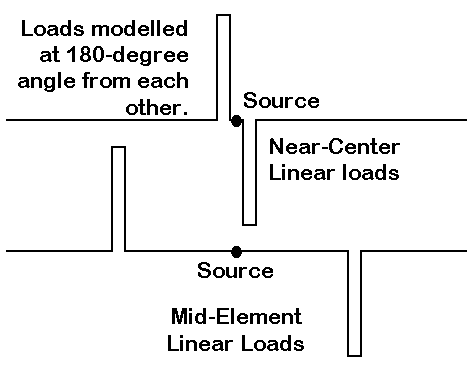 Loads modelled
at 180-degree
angle from each
other.
Source
Near-Center
Linear loads
Source
Mid-Element
Linear Loads